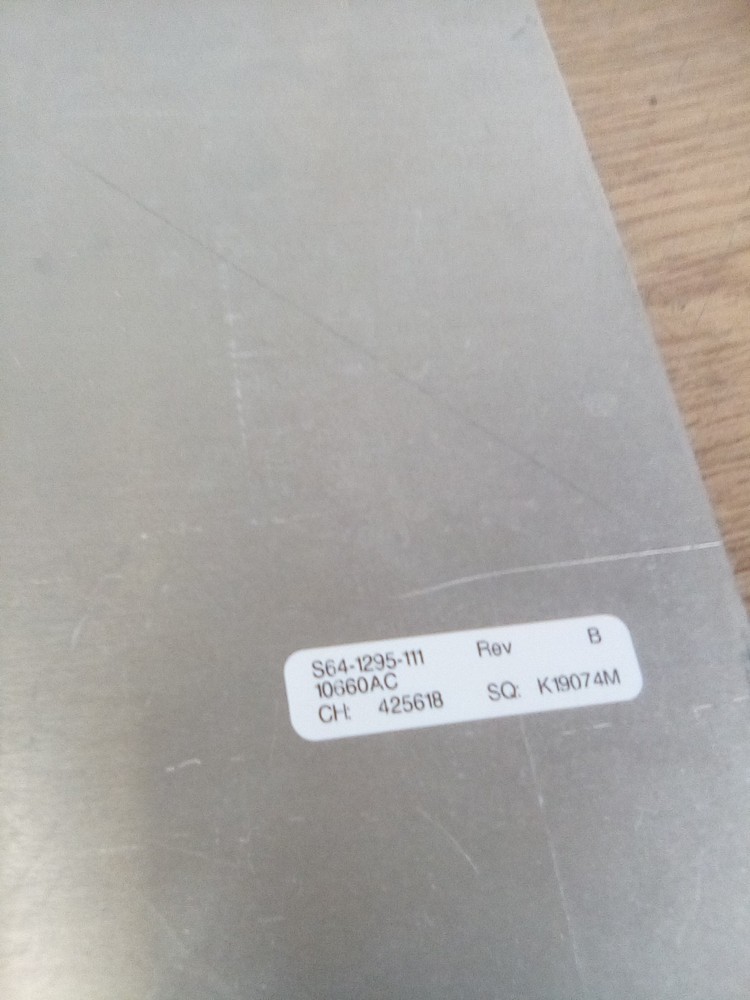 S64-1295-111 Rev B
10660AC
CH: 425618 SQ: K19074M